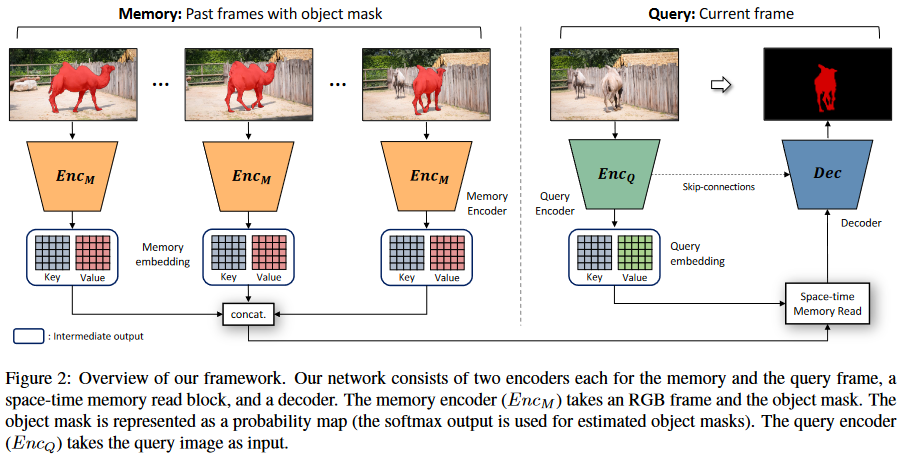 Memory: Past frames with object mask
Query: Current frame
...
...
Enc_M
Enc_M
Enc_M
Memory
Encoder
Query
Encoder
Enc_Q
Skip-connections
Dec
Decoder
Memory
embedding
Key Value
Key Value
Key Value
Query
embedding
Key Value
concat.
Space-time
Memory Read
: Intermediate output
Figure 2: Overview of our framework. Our network consists of two encoders each for the memory and the query frame, a
space-time memory read block, and a decoder. The memory encoder (Enc_M) takes an RGB frame and the object mask. The
object mask is represented as a probability map (the softmax output is used for estimated object masks). The query encoder
(Enc_Q) takes the query image as input.